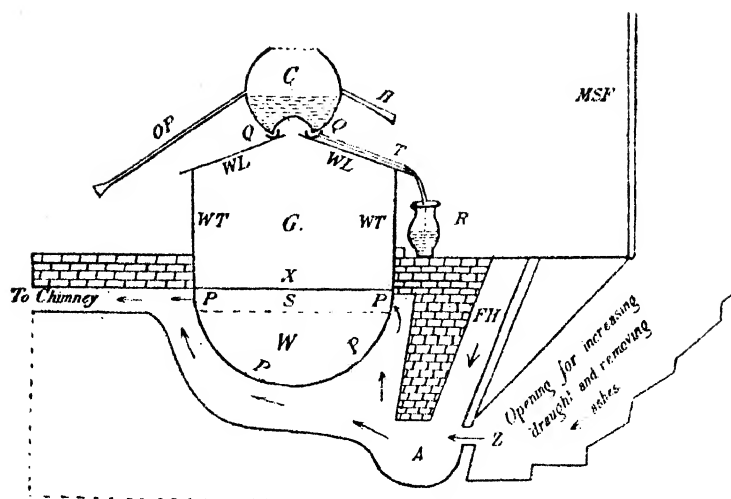 C
OP
H
MSF
Q
Q
WL
WL
T
WT
G.
WT
R
X
To Chimney
P
S
P
FH
W
P
P
Opening for increasing
draught and removing
ashes.
Z
A